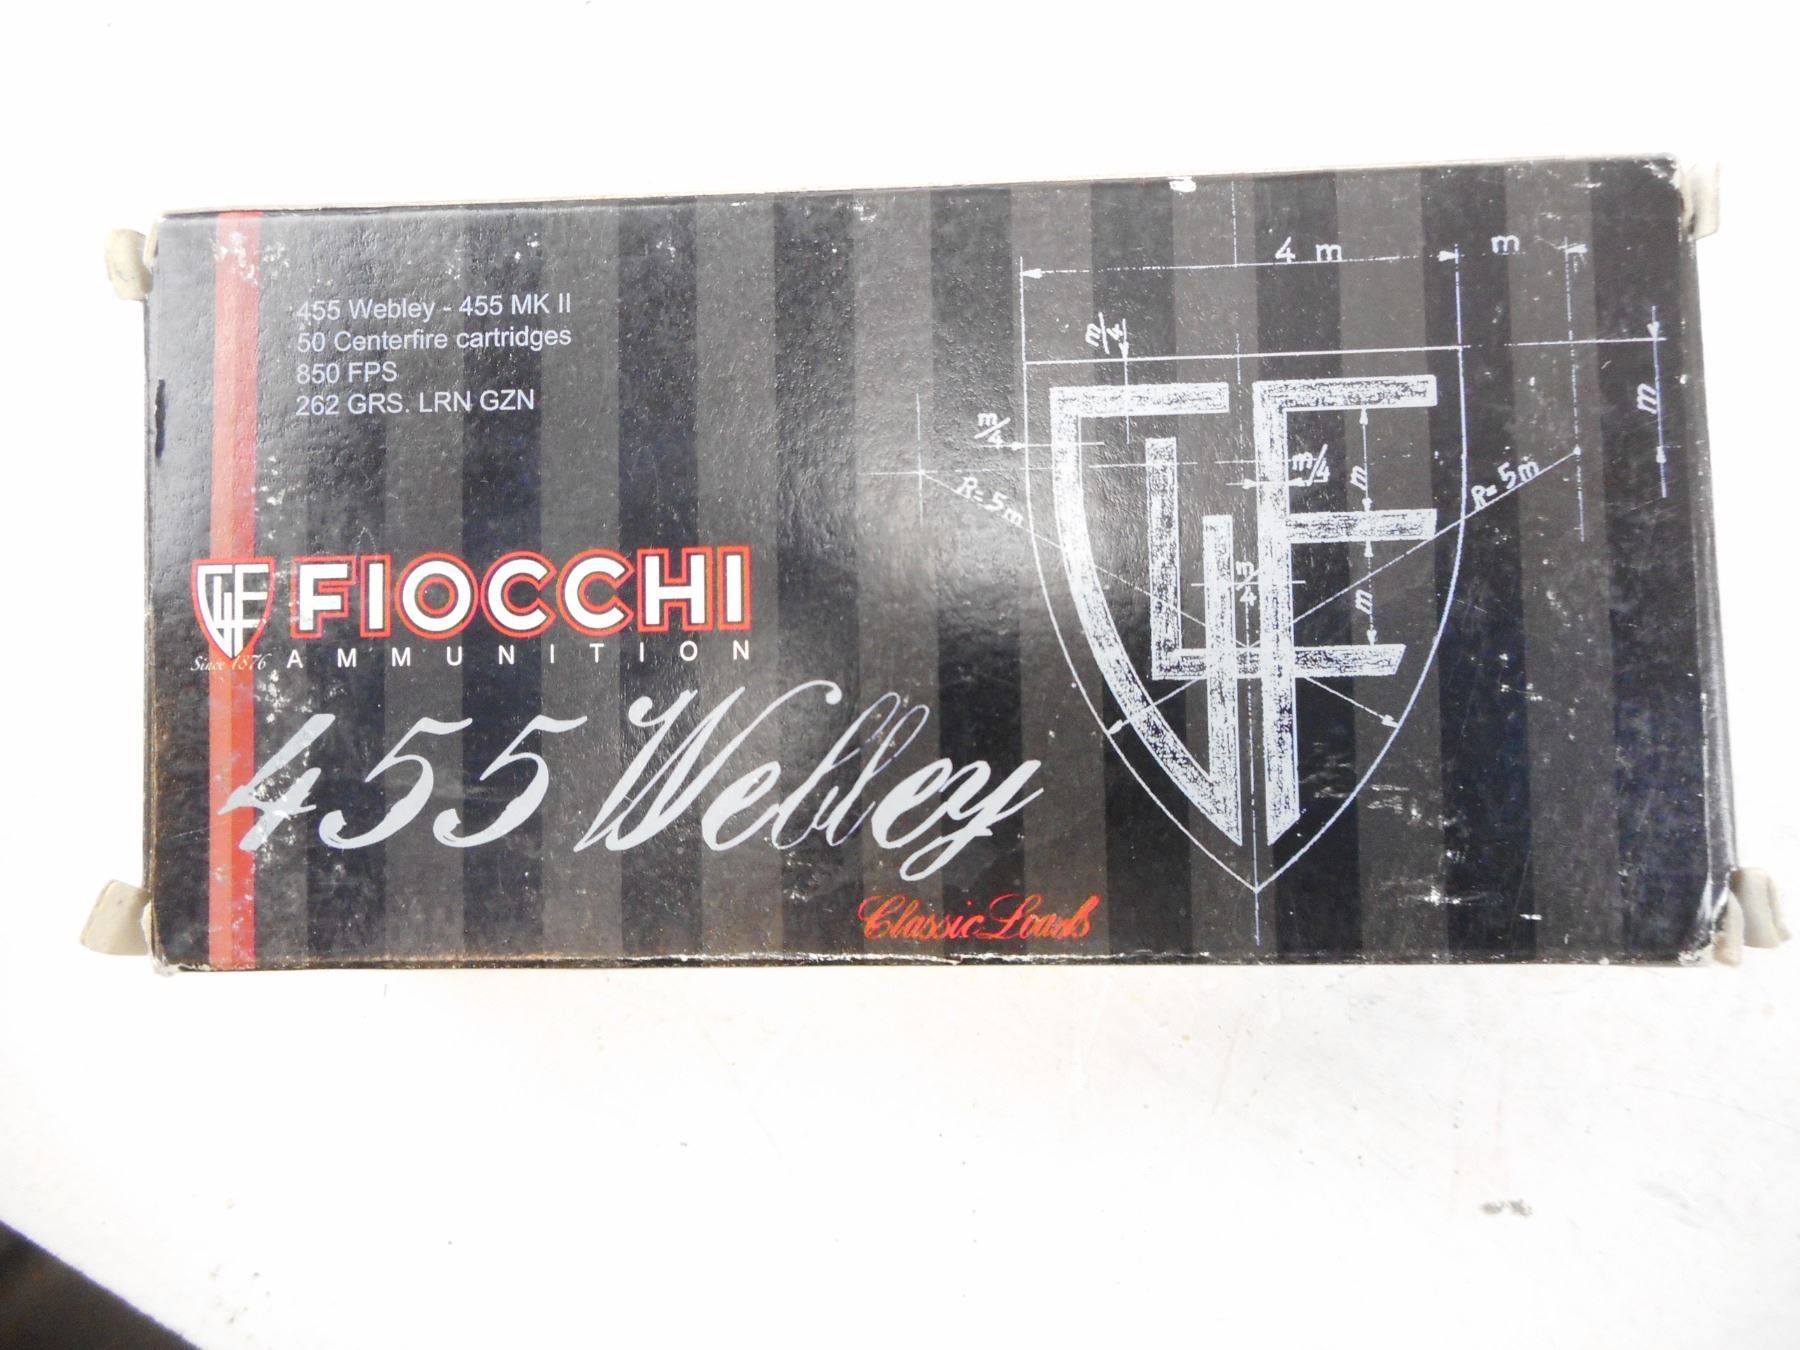 455 Webley - 455 MK II
50 Centerfire cartridges
850 FPS
262 GRS. LRN GZN
FIOCCHI
Since 1876
AMMUNITION
455 Webley
Classic Loads
4 m
m
m/4
m
m/4
R=5m
m/4
m
R=5m
m/4
m